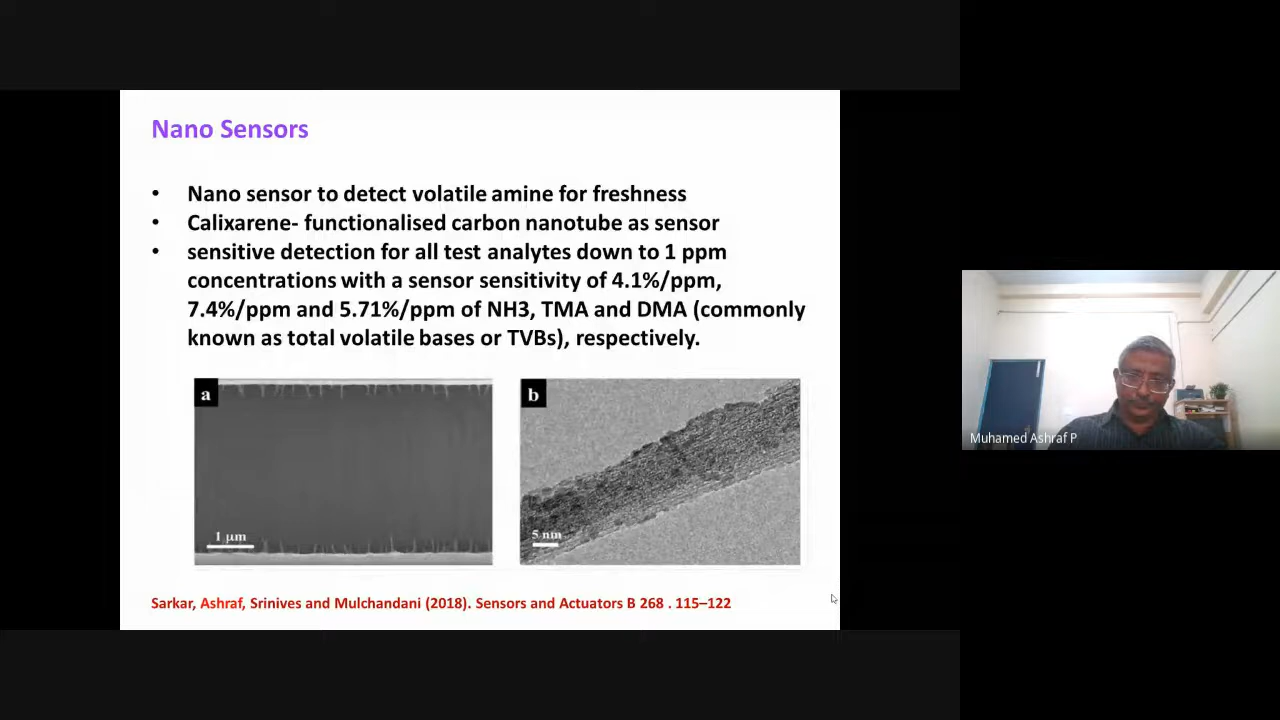 Nano Sensors
• Nano sensor to detect volatile amine for freshness
• Calixarene- functionalised carbon nanotube as sensor
• sensitive detection for all test analytes down to 1 ppm
concentrations with a sensor sensitivity of 4.1%/ppm,
7.4%/ppm and 5.71%/ppm of NH3, TMA and DMA (commonly
known as total volatile bases or TVBs), respectively.
a
b
1 µm
5 nm
Sarkar, Ashraf, Srinives and Mulchandani (2018). Sensors and Actuators B 268 . 115–122
Muhamed Ashraf P